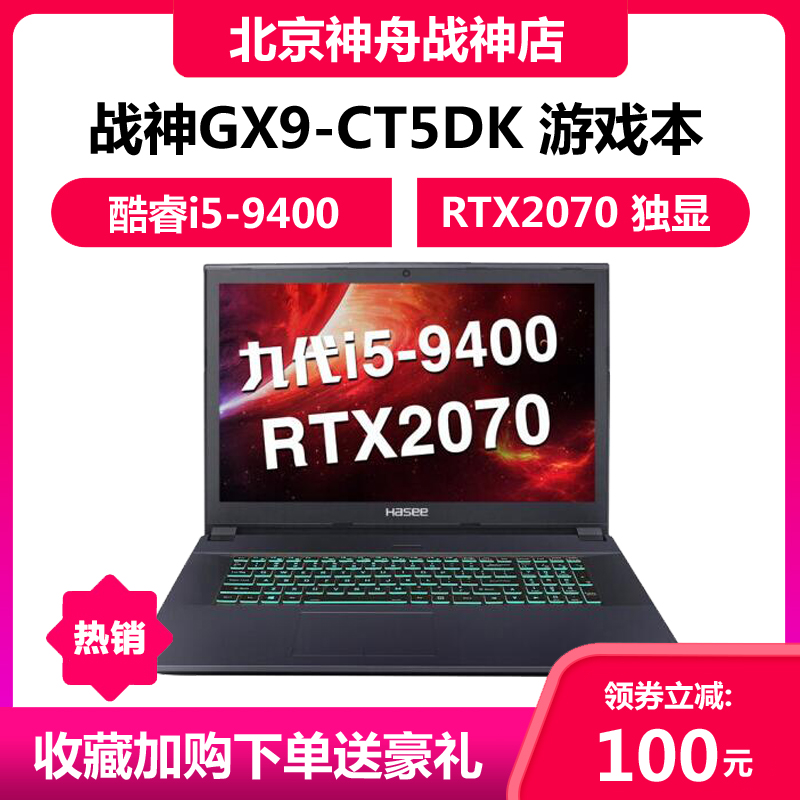 北京神舟战神店
战神GX9-CT5DK 游戏本
酷睿i5-9400
RTX2070 独显
九代i5-9400
RTX2070
Hasee
热销
领券立减:
100元
收藏加购下单送豪礼